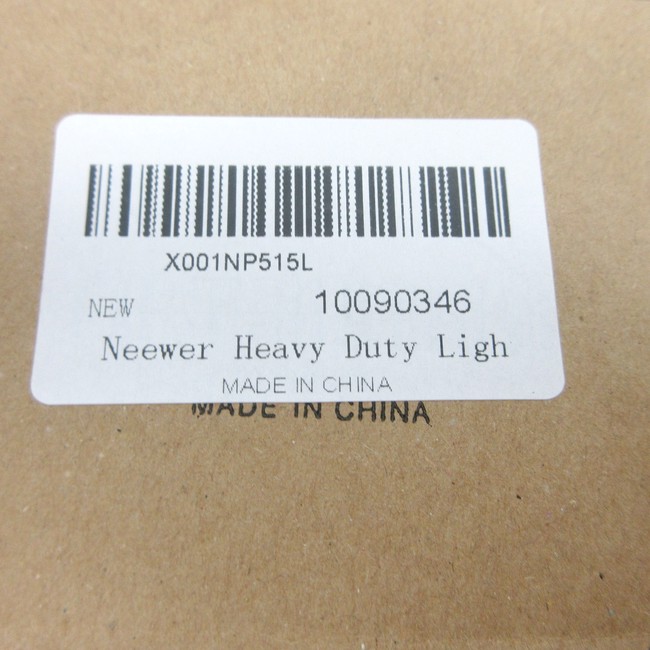 X001NP515L
NEW 10090346
Neewer Heavy Duty Ligh
MADE IN CHINA
MADE IN CHINA